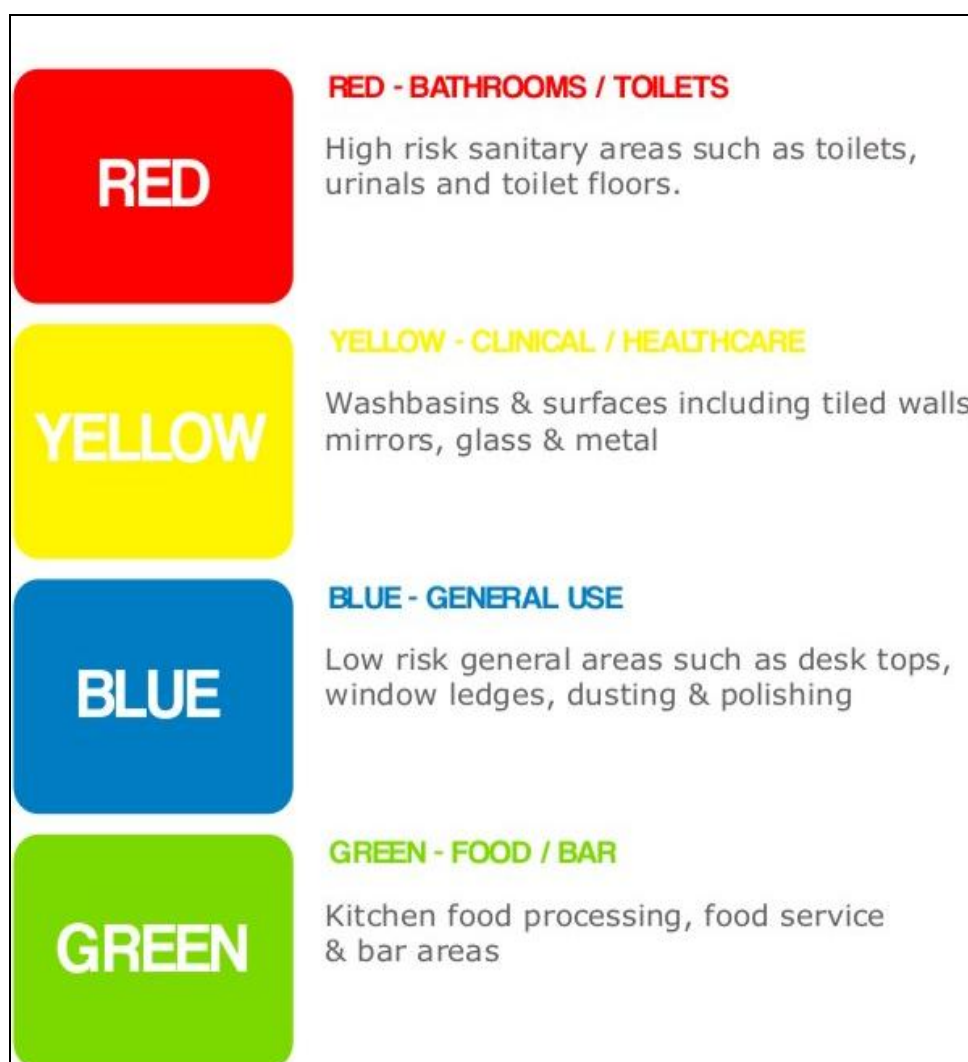 RED
RED - BATHROOMS / TOILETS
High risk sanitary areas such as toilets,
urinals and toilet floors.
YELLOW
YELLOW - CLINICAL / HEALTHCARE
Washbasins & surfaces including tiled walls
mirrors, glass & metal
BLUE
BLUE - GENERAL USE
Low risk general areas such as desk tops,
window ledges, dusting & polishing
GREEN
GREEN - FOOD / BAR
Kitchen food processing, food service
& bar areas